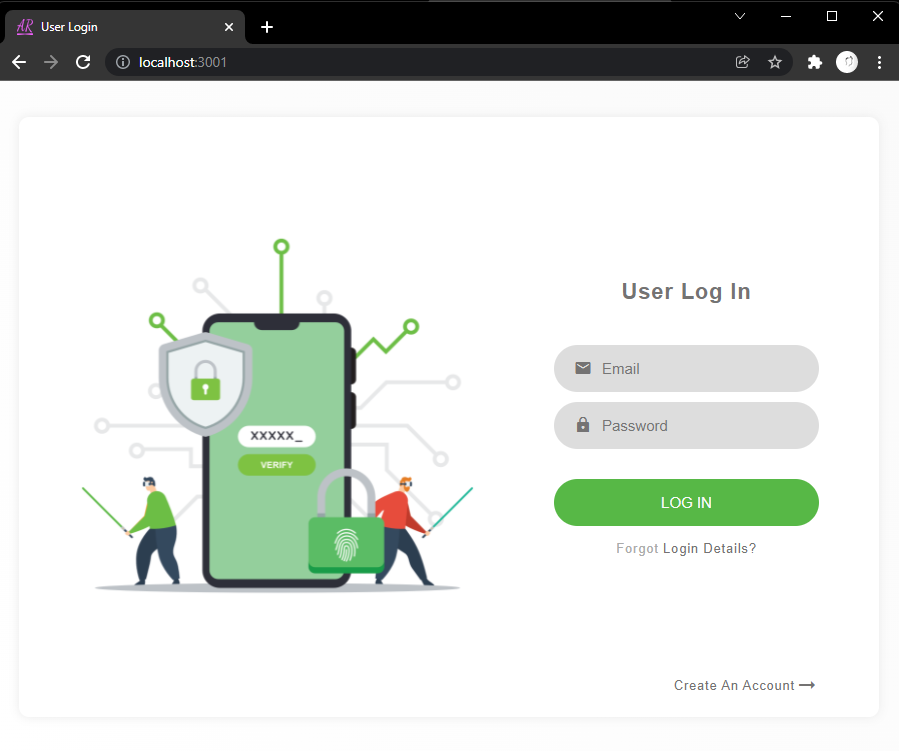 AR User Login
localhost:3001
User Log In
Email
Password
LOG IN
Forgot Login Details?
XXXXX_
VERIFY
Create An Account